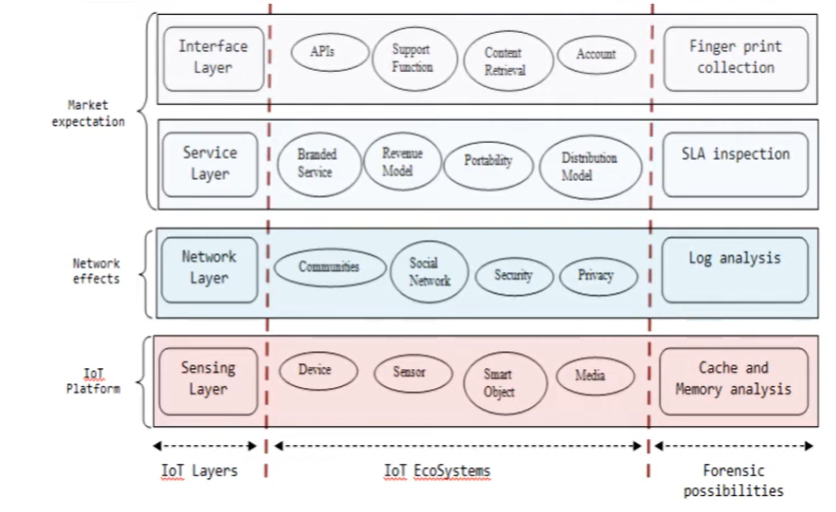 Interface
Layer
APIs
Support
Function
Content
Retrieval
Account
Finger print
collection
Market
expectation
Service
Layer
Branded
Service
Revenue
Model
Portability
Distribution
Model
SLA inspection
Network
effects
Network
Layer
Communities
Social
Network
Security
Privacy
Log analysis
IoT
Platform
Sensing
Layer
Device
Sensor
Smart
Object
Media
Cache and
Memory analysis
IoT Layers
IoT EcoSystems
Forensic
possibilities